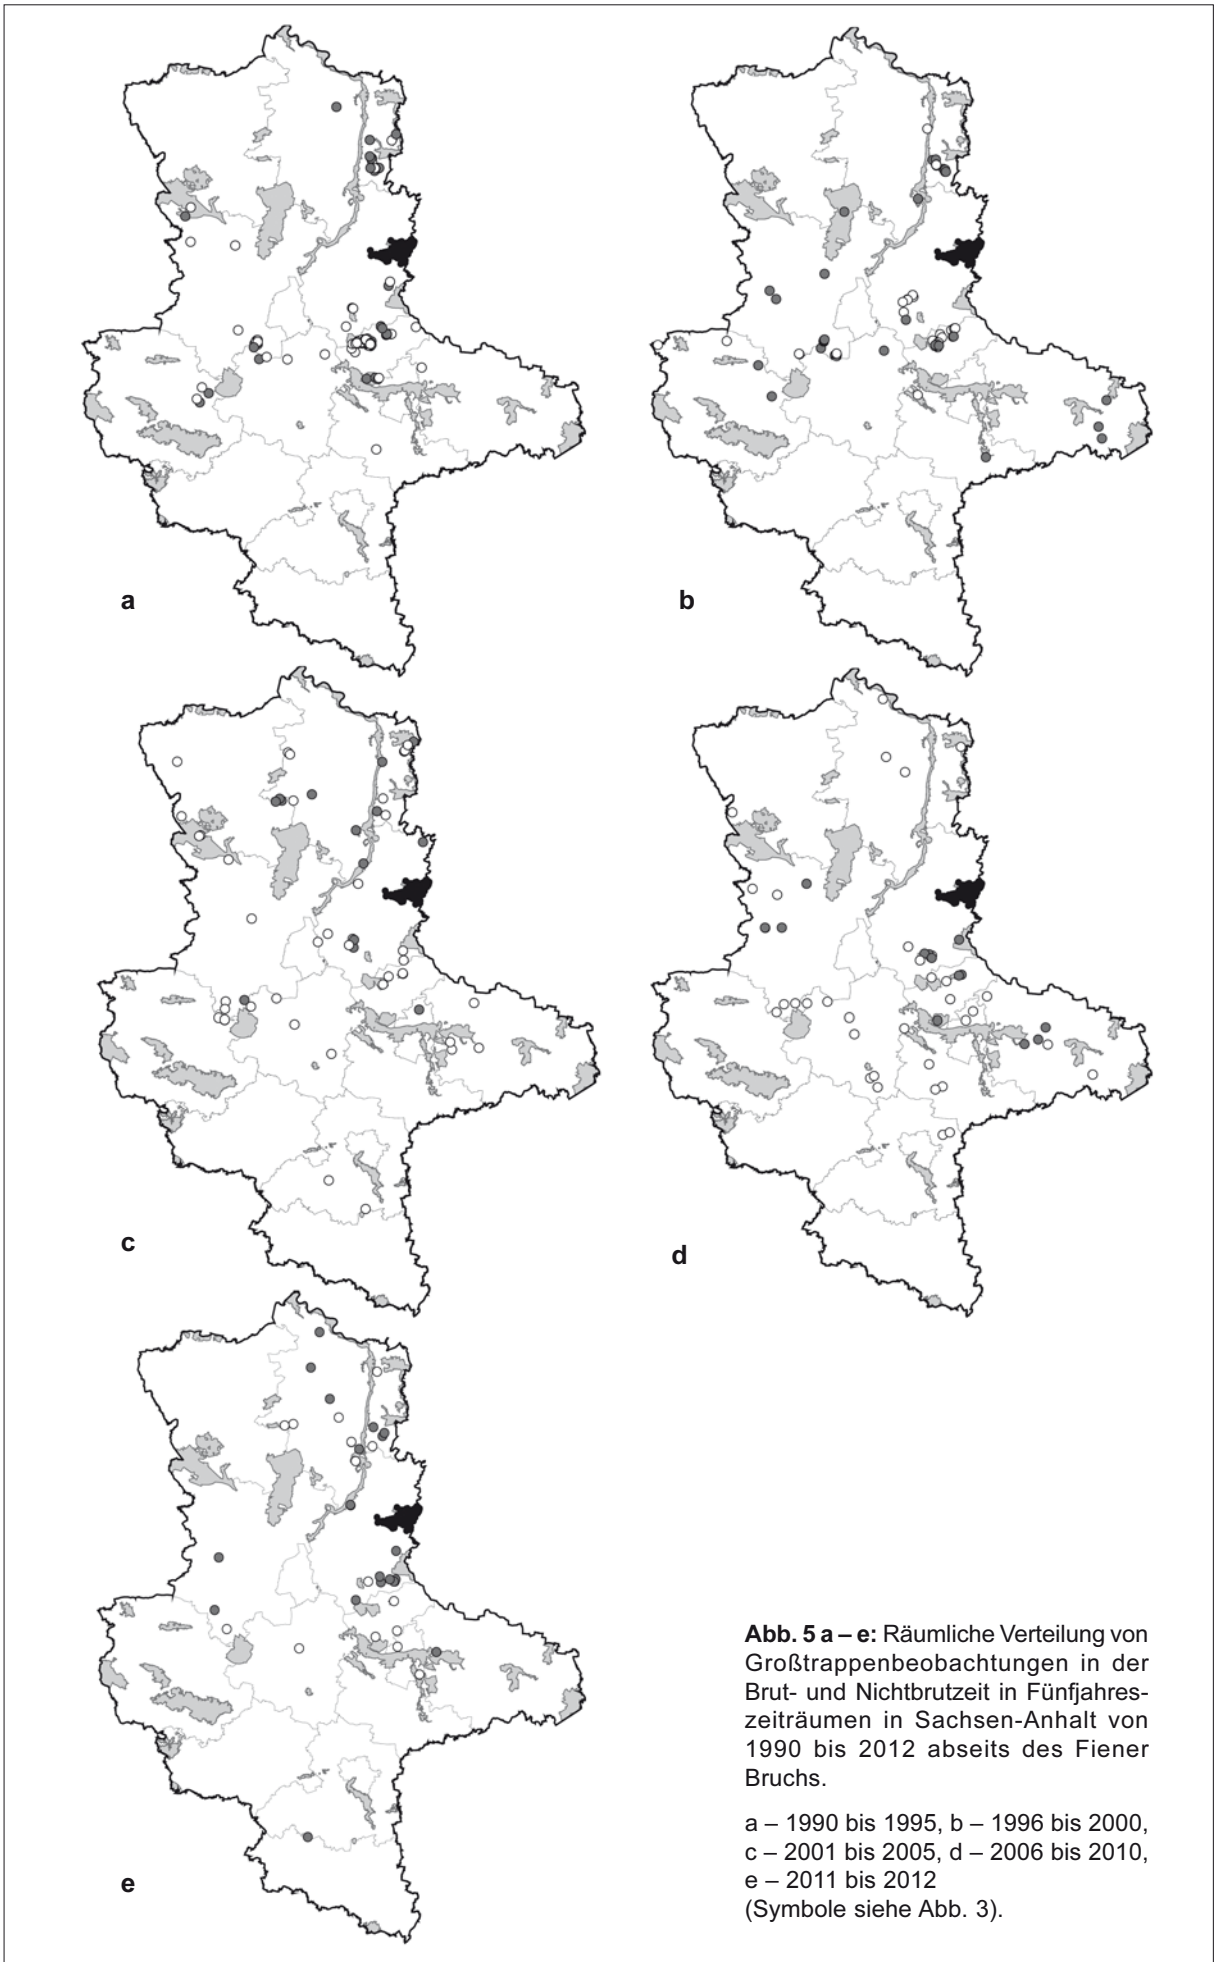 a
b
c
d
e
Abb. 5 a – e: Räumliche Verteilung von
Großtrappenbeobachtungen in der
Brut- und Nichtbrutzeit in Fünfjahres-
zeiträumen in Sachsen-Anhalt von
1990 bis 2012 abseits des Fiener
Bruchs.
a – 1990 bis 1995, b – 1996 bis 2000,
c – 2001 bis 2005, d – 2006 bis 2010,
e – 2011 bis 2012
(Symbole siehe Abb. 3).